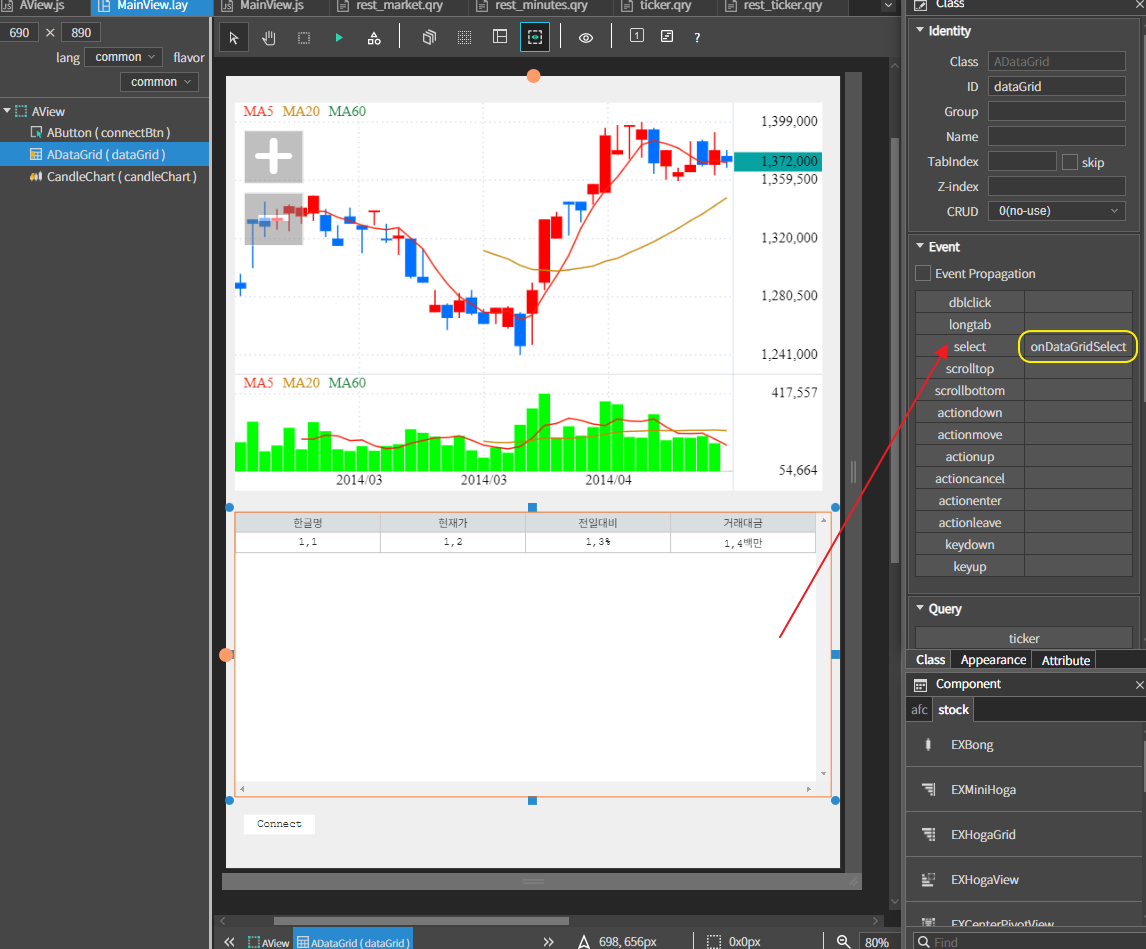 AView.js
MainView.lay
MainView.js
rest_market.qry
rest_minutes.qry
ticker.qry
rest_ticker.qry
690 × 890
lang common flavor
common
AView
AButton ( connectBtn )
ADataGrid ( dataGrid )
CandleChart ( candleChart )
1
?
MA5 MA20 MA60
1,399,000
1,372,000
1,359,500
1,320,000
1,280,500
1,241,000
MA5 MA20 MA60
417,557
54,664
2014/03 2014/03 2014/04
한글명 현재가 전일대비 거래대금
1,1 1,2 1,3% 1,4백만
Connect
AView ADataGrid ( dataGrid )
698, 656px
0x0px
80%
Class
Identity
Class ADataGrid
ID dataGrid
Group
Name
TabIndex skip
Z-index
CRUD 0(no-use)
Event
Event Propagation
dblclick
longtab
select onDataGridSelect
scrolltop
scrollbottom
actiondown
actionmove
actionup
actioncancel
actionenter
actionleave
keydown
keyup
Query
ticker
Class Appearance Attribute
Component
afc stock
EXBong
EXMiniHoga
EXHogaGrid
EXHogaView
EXCenterPivotView
Find